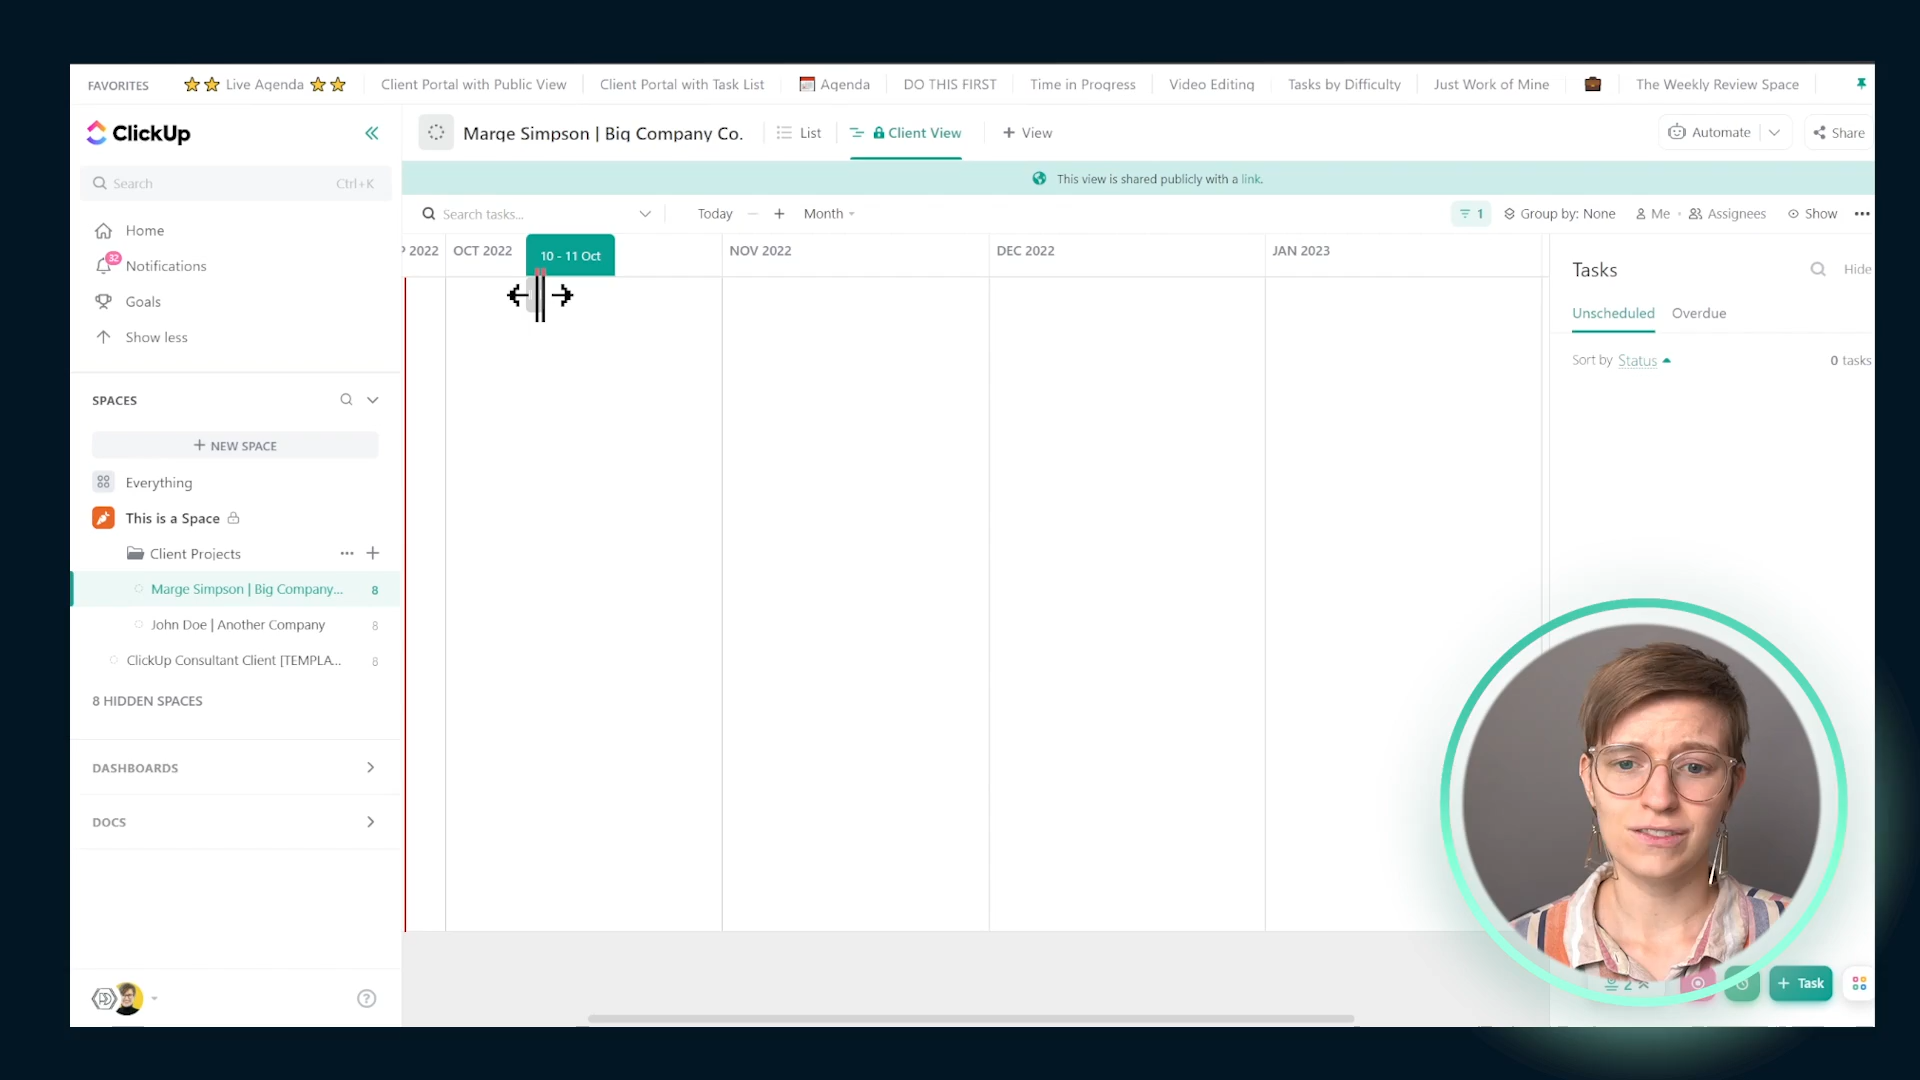 FAVORITES
Live Agenda
Client Portal with Public View
Client Portal with Task List
Agenda
DO THIS FIRST
Time in Progress
Video Editing
Tasks by Difficulty
Just Work of Mine
The Weekly Review Space
ClickUp
Marge Simpson | Big Company Co.
List
Client View
+ View
Automate
Share
Search
Ctrl+K
This view is shared publicly with a link.
Search tasks...
Today
Month
1
Group by: None
Me
Assignees
Show
Home
32
Notifications
Goals
Show less
P 2022
OCT 2022
10 - 11 Oct
NOV 2022
DEC 2022
JAN 2023
Tasks
Hide
Unscheduled
Overdue
Sort by Status
0 tasks
SPACES
+ NEW SPACE
Everything
This is a Space
Client Projects
Marge Simpson | Big Company...
8
John Doe | Another Company
8
ClickUp Consultant Client [TEMPLA...
8
8 HIDDEN SPACES
DASHBOARDS
DOCS
2
+ Task